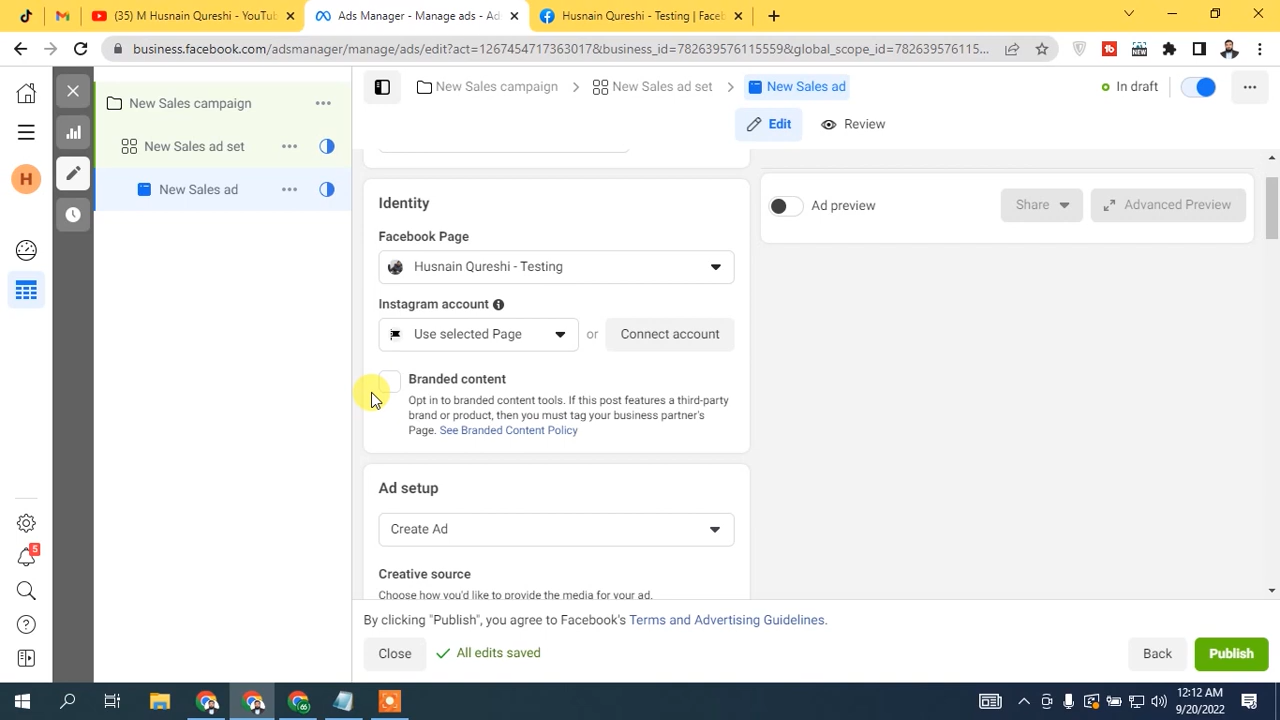 (35) M Husnain Qureshi - YouTub
Ads Manager - Manage ads - Ad
Husnain Qureshi - Testing | Faceb
business.facebook.com/adsmanager/manage/ads/edit?act=1267454717363017&business_id=782639576115559&global_scope_id=782639576115...
NEW
New Sales campaign
New Sales ad set
New Sales ad
In draft
Edit
Review
New Sales campaign
New Sales ad set
New Sales ad
H
5
Identity
Facebook Page
Husnain Qureshi - Testing
Instagram account
Use selected Page
or
Connect account
Branded content
Opt in to branded content tools. If this post features a third-party
brand or product, then you must tag your business partner's
Page. See Branded Content Policy
Ad setup
Create Ad
Creative source
Choose how you'd like to provide the media for your ad.
Ad preview
Share
Advanced Preview
By clicking "Publish", you agree to Facebook's Terms and Advertising Guidelines.
Close
All edits saved
Back
Publish
12:12 AM
9/20/2022